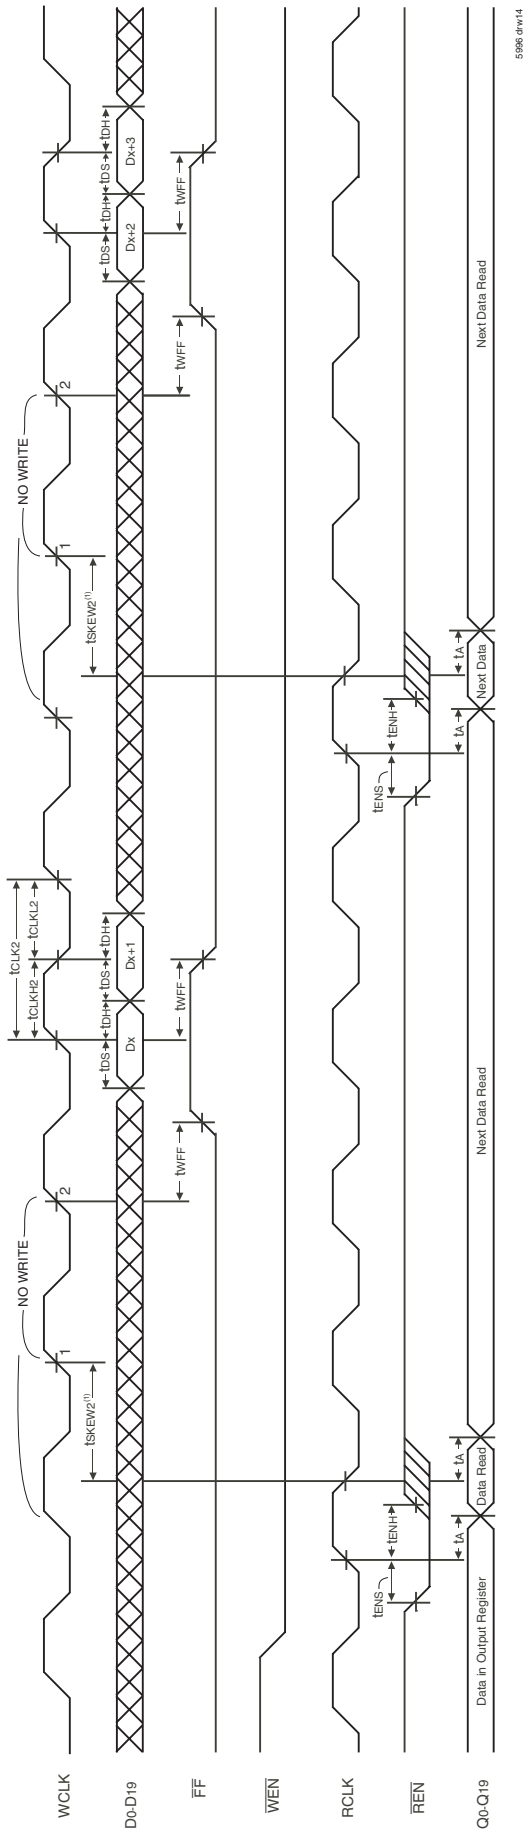 WCLK
NO WRITE
1
2
tCLK2
tCLKH2
tCLKL2
NO WRITE
1
2
tSKEW2(1)
tSKEW2(1)
D0-D19
tDS
tDH
tDS
tDH
Dx
Dx+1
tDS
tDH
tDS
tDH
Dx+2
Dx+3
FF
tWFF
tWFF
tWFF
tWFF
WEN
RCLK
REN
tENS
tENH
tENS
tENH
Q0-Q19
tA
tA
tA
tA
Data in Output Register
Data Read
Next Data Read
Next Data
Next Data Read
5996 drw14